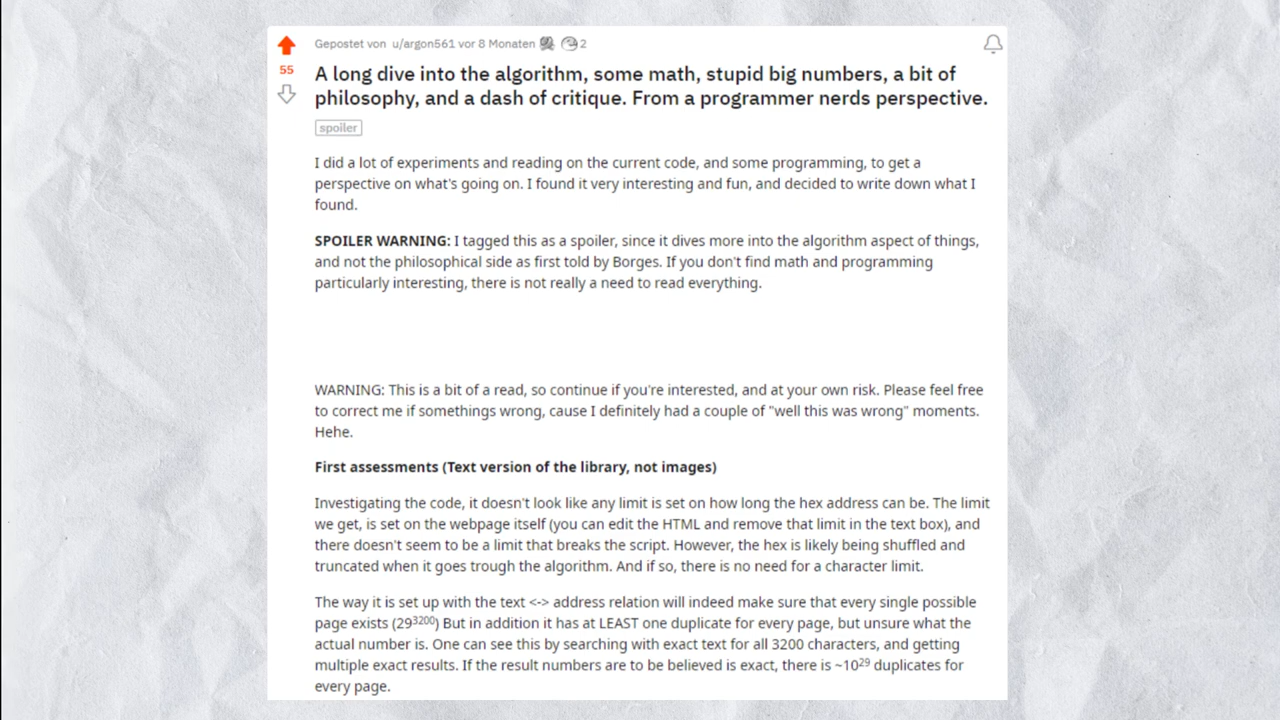 Gepostet von u/argon561 vor 8 Monaten 2
55
A long dive into the algorithm, some math, stupid big numbers, a bit of
philosophy, and a dash of critique. From a programmer nerds perspective.
spoiler
I did a lot of experiments and reading on the current code, and some programming, to get a
perspective on what's going on. I found it very interesting and fun, and decided to write down what I
found.
SPOILER WARNING: I tagged this as a spoiler, since it dives more into the algorithm aspect of things,
and not the philosophical side as first told by Borges. If you don't find math and programming
particularly interesting, there is not really a need to read everything.
WARNING: This is a bit of a read, so continue if you're interested, and at your own risk. Please feel free
to correct me if somethings wrong, cause I definitely had a couple of "well this was wrong" moments.
Hehe.
First assessments (Text version of the library, not images)
Investigating the code, it doesn't look like any limit is set on how long the hex address can be. The limit
we get, is set on the webpage itself (you can edit the HTML and remove that limit in the text box), and
there doesn't seem to be a limit that breaks the script. However, the hex is likely being shuffled and
truncated when it goes trough the algorithm. And if so, there is no need for a character limit.
The way it is set up with the text <-> address relation will indeed make sure that every single possible
page exists (29³²⁰⁰) But in addition it has at LEAST one duplicate for every page, but unsure what the
actual number is. One can see this by searching with exact text for all 3200 characters, and getting
multiple exact results. If the result numbers are to be believed is exact, there is ~10²⁹ duplicates for
every page.